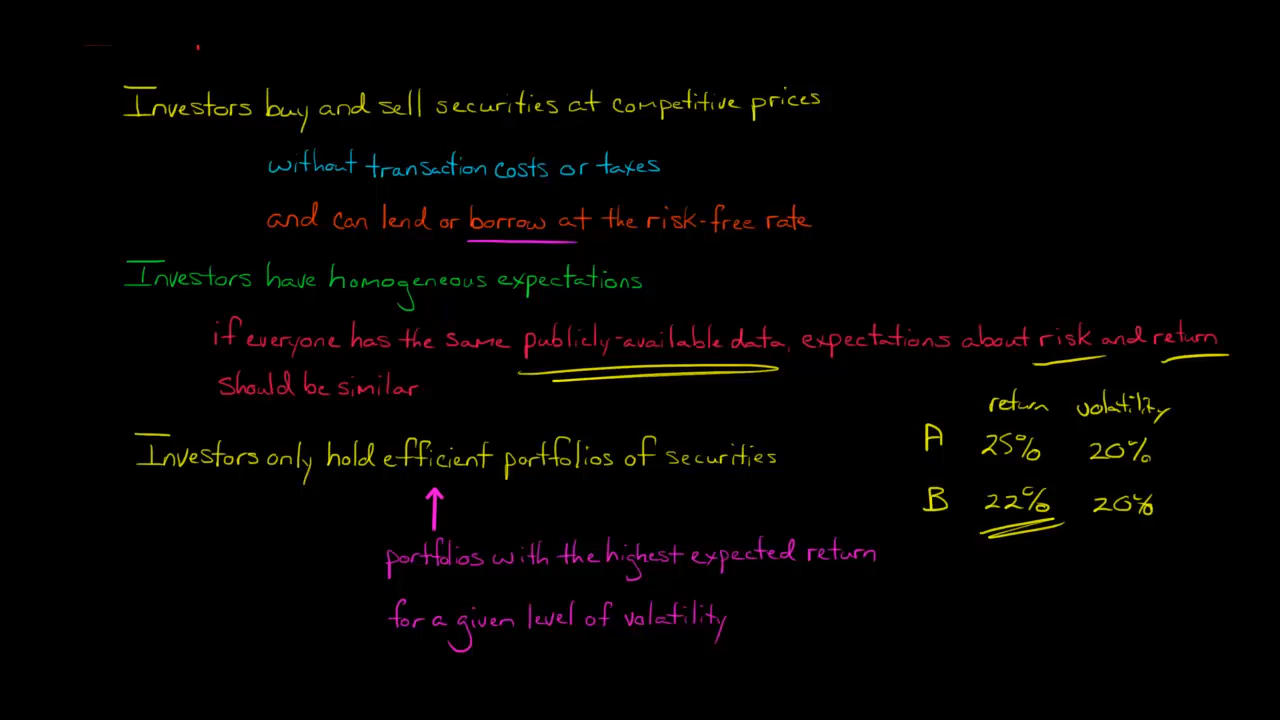 Investors buy and sell securities at competitive prices
without transaction costs or taxes
and can lend or borrow at the risk-free rate
Investors have homogeneous expectations
if everyone has the same publicly-available data, expectations about risk and return
should be similar
return volatility
A 25% 20%
Investors only hold efficient portfolios of securities
B 22% 20%
portfolios with the highest expected return
for a given level of volatility